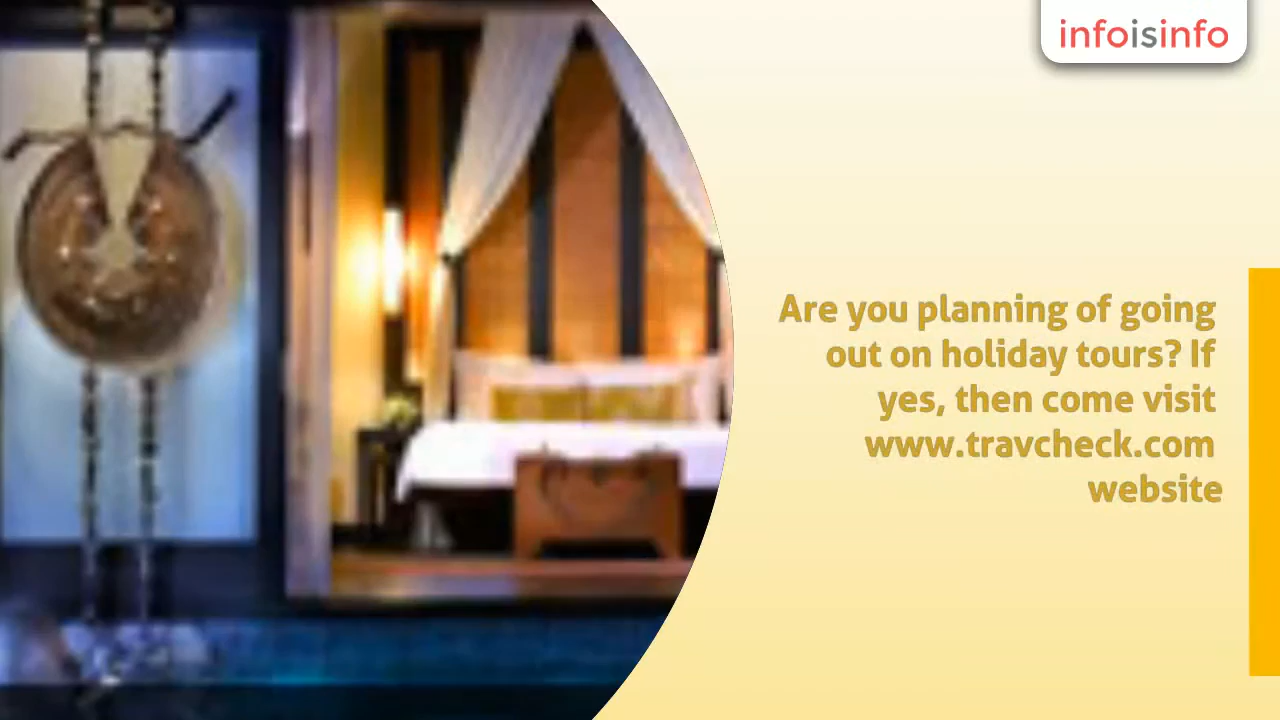 infoisinfo
Are you planning of going
out on holiday tours? If
yes, then come visit
www.travcheck.com
website